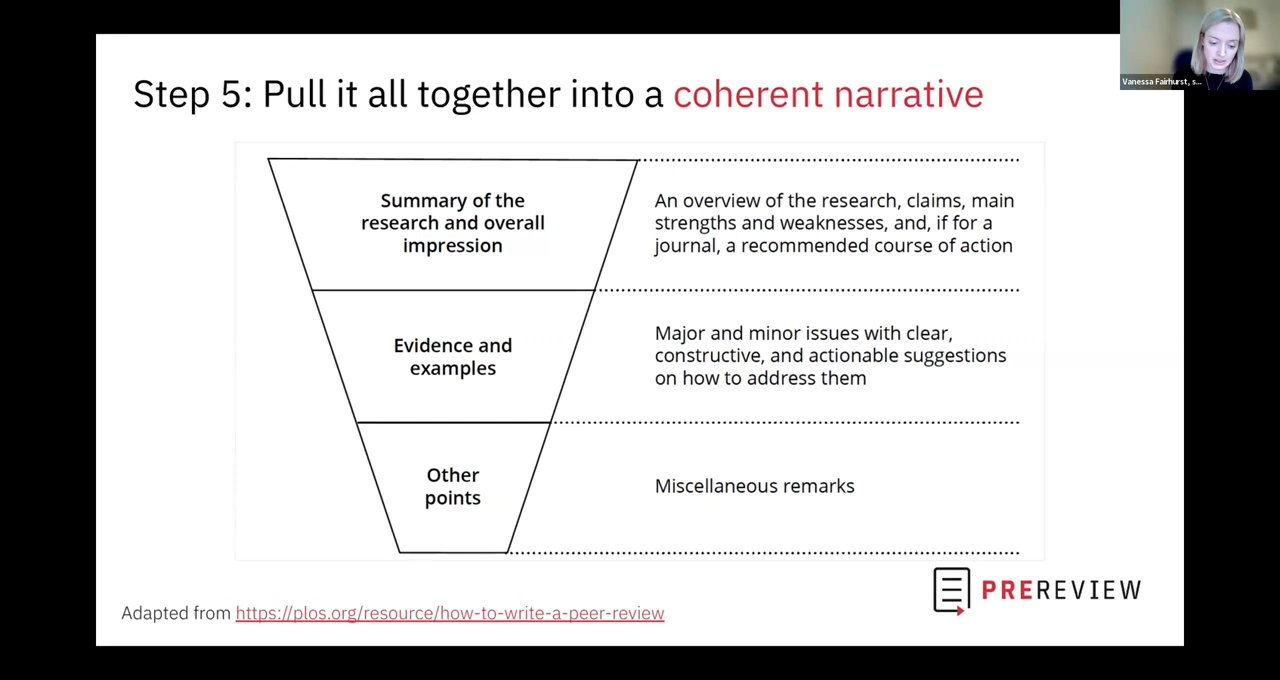 Step 5: Pull it all together into a coherent narrative
Vanessa Fairhurst, s...
Summary of the
research and overall
impression
An overview of the research, claims, main
strengths and weaknesses, and, if for a
journal, a recommended course of action
Evidence and
examples
Major and minor issues with clear,
constructive, and actionable suggestions
on how to address them
Other
points
Miscellaneous remarks
Adapted from https://plos.org/resource/how-to-write-a-peer-review
PREREVIEW